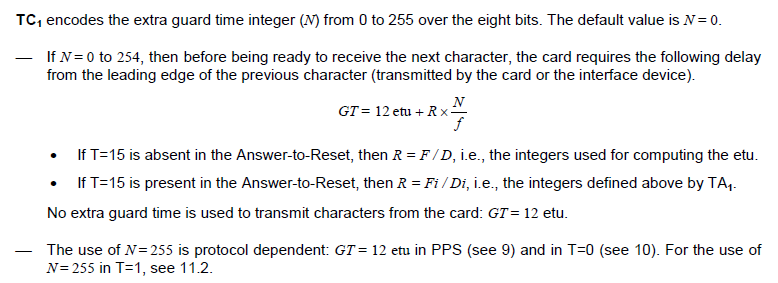 TC₁ encodes the extra guard time integer (N) from 0 to 255 over the eight bits. The default value is N = 0.
— If N = 0 to 254, then before being ready to receive the next character, the card requires the following delay
from the leading edge of the previous character (transmitted by the card or the interface device).
GT = 12 etu + R × N/f
• If T=15 is absent in the Answer-to-Reset, then R = F / D, i.e., the integers used for computing the etu.
• If T=15 is present in the Answer-to-Reset, then R = Fi / Di, i.e., the integers defined above by TA₁.
No extra guard time is used to transmit characters from the card: GT = 12 etu.
— The use of N = 255 is protocol dependent: GT = 12 etu in PPS (see 9) and in T=0 (see 10). For the use of
N = 255 in T=1, see 11.2.